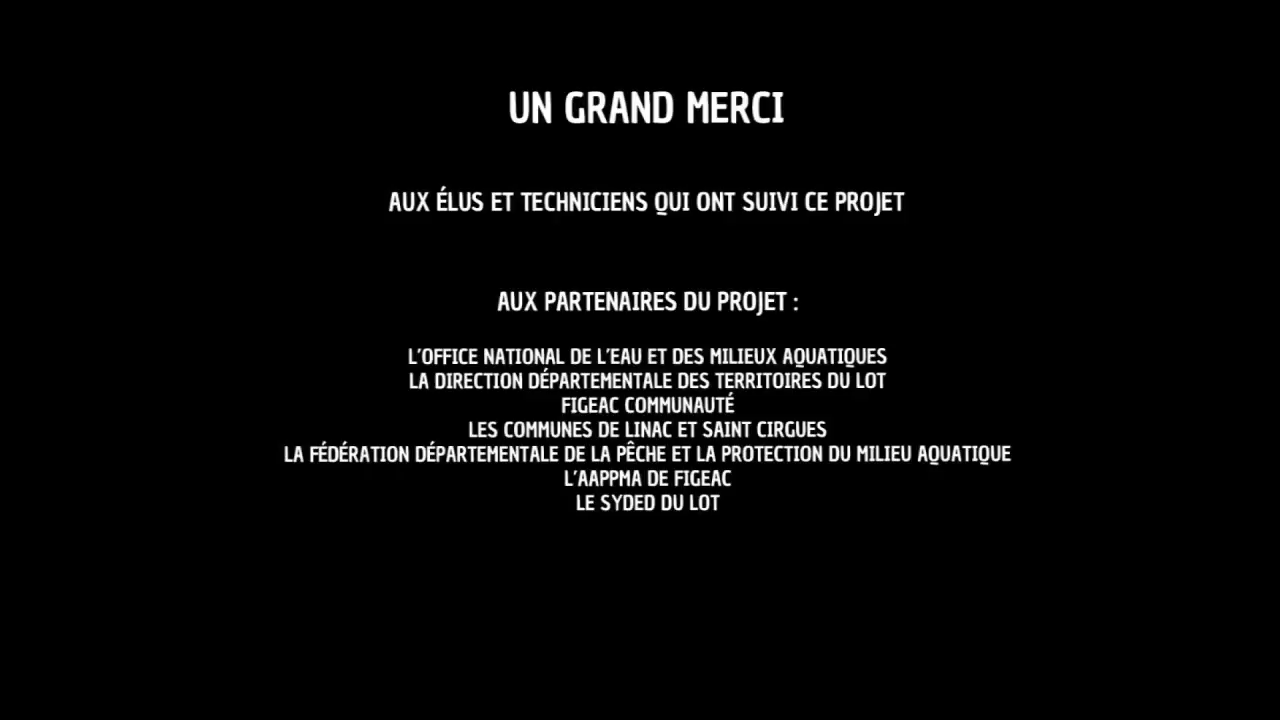 UN GRAND MERCI
AUX ÉLUS ET TECHNICIENS QUI ONT SUIVI CE PROJET
AUX PARTENAIRES DU PROJET :
L'OFFICE NATIONAL DE L'EAU ET DES MILIEUX AQUATIQUES
LA DIRECTION DÉPARTEMENTALE DES TERRITOIRES DU LOT
FIGEAC COMMUNAUTÉ
LES COMMUNES DE LINAC ET SAINT CIRGUES
LA FÉDÉRATION DÉPARTEMENTALE DE LA PÊCHE ET LA PROTECTION DU MILIEU AQUATIQUE
L'AAPPMA DE FIGEAC
LE SYDED DU LOT